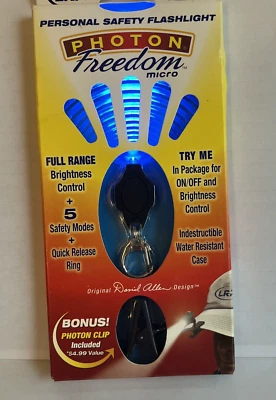 PERSONAL SAFETY FLASHLIGHT
PHOTON
Freedom™
micro
FULL RANGE
Brightness
Control
+
5
Safety Modes
+
Quick Release
Ring
TRY ME
In Package for
ON/OFF and
Brightness
Control
Indestructible
Water Resistant
Case
Original David Allen Design™
BONUS!
PHOTON CLIP
Included
*$4.99 Value